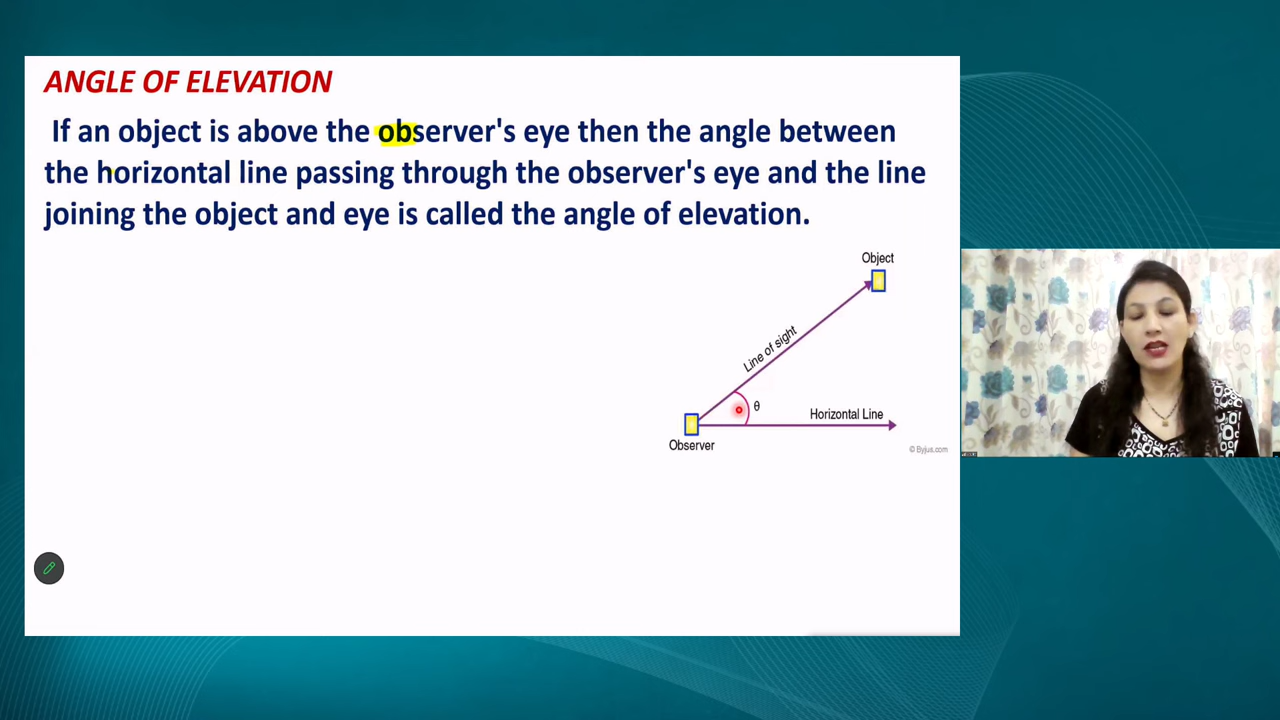 ANGLE OF ELEVATION
If an object is above the observer's eye then the angle between
the horizontal line passing through the observer's eye and the line
joining the object and eye is called the angle of elevation.
Object
Line of sight
θ
Horizontal Line
Observer
© Byjus.com